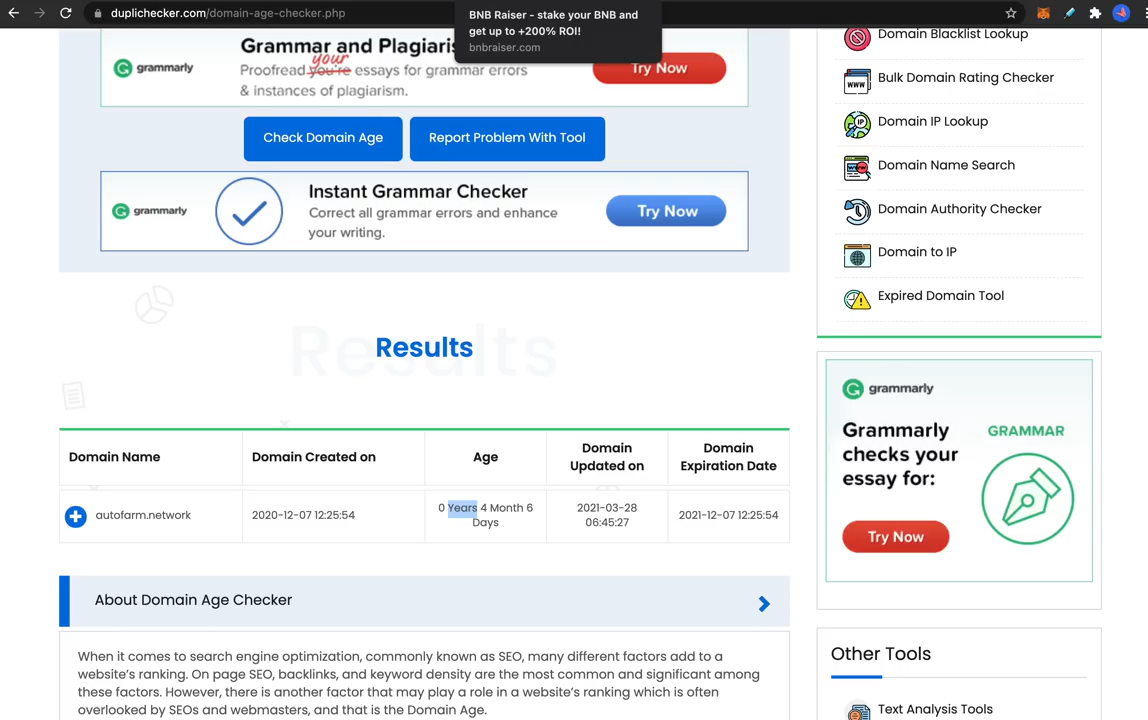 duplichecker.com/domain-age-checker.php
BNB Raiser - stake your BNB and
get up to +200% ROI!
bnbraiser.com
grammarly
Grammar and Plagiaris
your
Proofread you're essays for grammar errors
& instances of plagiarism.
Try Now
Check Domain Age
Report Problem With Tool
grammarly
Instant Grammar Checker
Correct all grammar errors and enhance
your writing.
Try Now
Results
Results
Domain Name
Domain Created on
Age
Domain
Updated on
Domain
Expiration Date
autofarm.network
2020-12-07 12:25:54
0 Years 4 Month 6
Days
2021-03-28
06:45:27
2021-12-07 12:25:54
About Domain Age Checker
When it comes to search engine optimization, commonly known as SEO, many different factors add to a
website's ranking. On page SEO, backlinks, and keyword density are the most common and significant among
these factors. However, there is another factor that may play a role in a website's ranking which is often
overlooked by SEOs and webmasters, and that is the Domain Age.
Domain Blacklist Lookup
WWW
Bulk Domain Rating Checker
IP
Domain IP Lookup
Domain Name Search
Domain Authority Checker
Domain to IP
Expired Domain Tool
grammarly
Grammarly
checks your
essay for:
GRAMMAR
Try Now
Other Tools
Text Analysis Tools